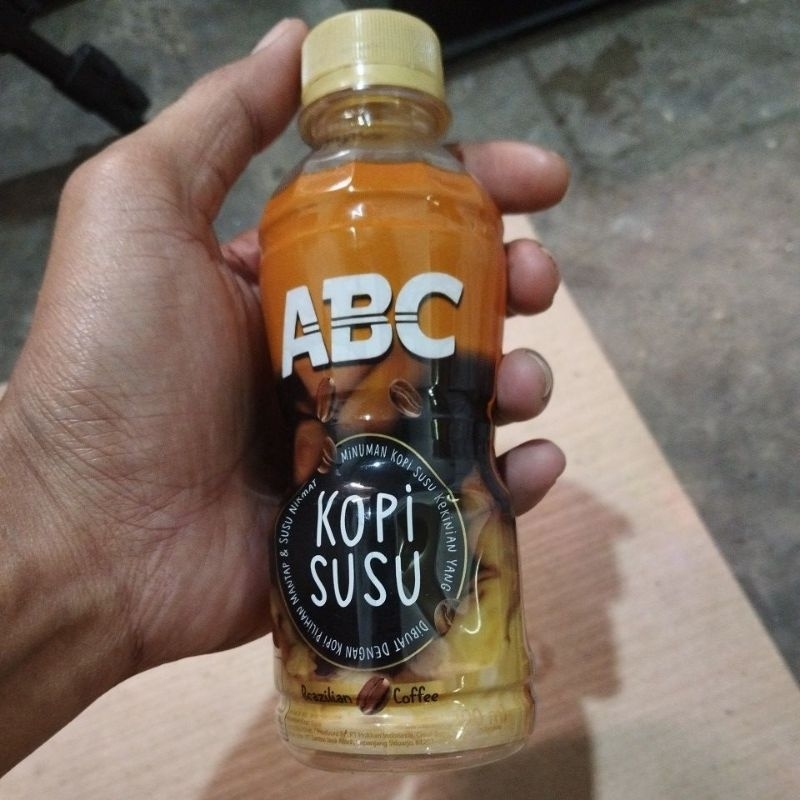 ABC
MINUMAN KOPI SUSU KEKINIAN YANG DIBUAT DENGAN KOPI PILIHAN MANTAP & SUSU NIKMAT
KOPI
SUSU
Brazilian Coffee